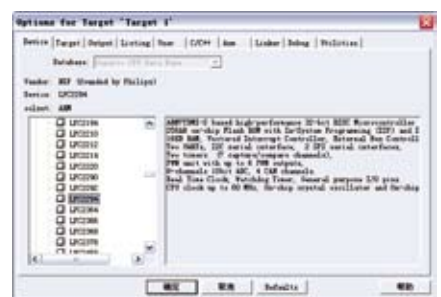 Options for Target 'Target 1'
Device | Target | Output | Listing | User | C/C++ | Asm | Linker | Debug | Utilities
Database:
Vendor: NXP (founded by Philips)
Device: LPC2294
select: ARM
LPC2194
LPC2210
LPC2212
LPC2214
LPC2220
LPC2290
LPC2292
LPC2294
LPC2364
LPC2366
LPC2368
LPC2378
ARM7TDMI-S based high-performance 32-bit RISC Microcontroller
256KB on-chip Flash ROM with In-System Programming (ISP) and I
16KB RAM, Vectored Interrupt Controller, External Bus Controll
Two UARTs, I2C serial interface, 2 SPI serial interfaces,
Two timers (7 capture/compare channels),
PWM unit with up to 6 PWM outputs,
8-channels 10bit ADC, 4 CAN channels
Real Time Clock, Watchdog Timer, General purpose I/O pins
CPU clock up to 60 MHz, On-chip crystal oscillator and On-chip
确定 取消 Defaults 帮助